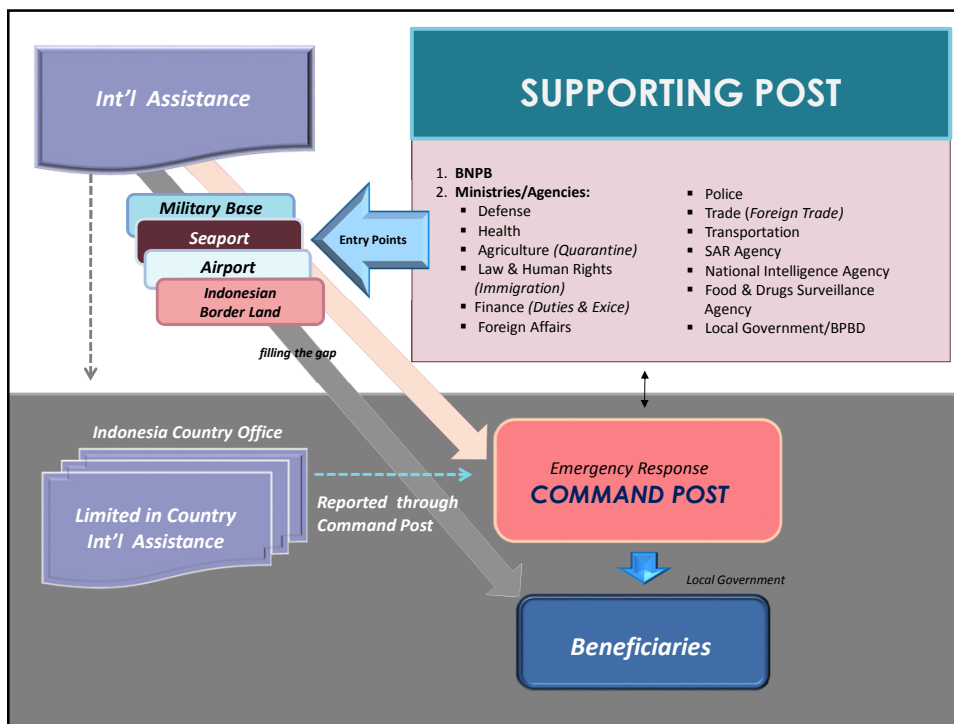 Int'l  Assistance
SUPPORTING POST
1. BNPB
2. Ministries/Agencies:
▪ Defense
▪ Health
▪ Agriculture (Quarantine)
▪ Law & Human Rights
(Immigration)
▪ Finance (Duties & Exice)
▪ Foreign Affairs
▪ Police
▪ Trade (Foreign Trade)
▪ Transportation
▪ SAR Agency
▪ National Intelligence Agency
▪ Food & Drugs Surveillance
Agency
▪ Local Government/BPBD
Military Base
Seaport
Airport
Indonesian
Border Land
Entry Points
filling the gap
Indonesia Country Office
Limited in Country
Int'l Assistance
Reported  through
Command Post
Emergency Response
COMMAND POST
Local Government
Beneficiaries